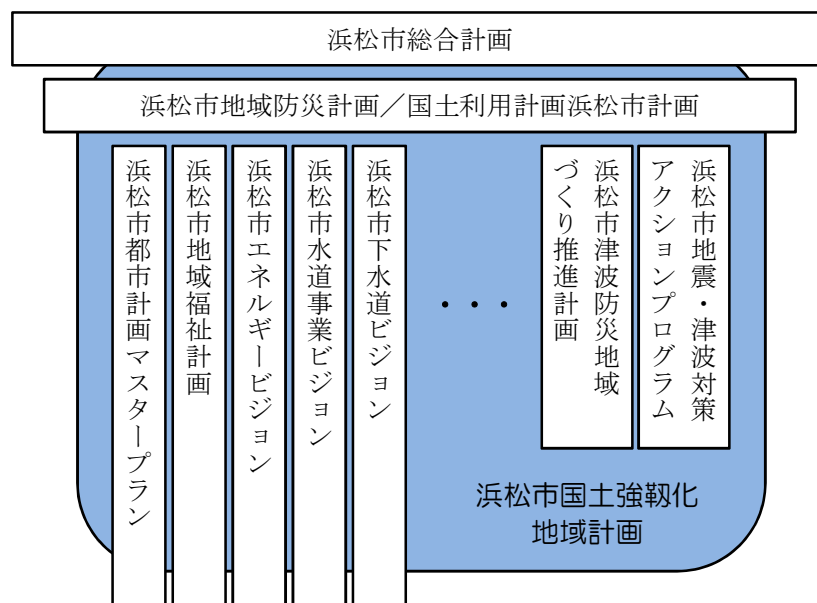 浜松市総合計画
浜松市地域防災計画／国土利用計画浜松市計画
浜松市都市計画マスタープラン
浜松市地域福祉計画
浜松市エネルギービジョン
浜松市水道事業ビジョン
浜松市下水道ビジョン
・・・
浜松市津波防災地域
づくり推進計画
浜松市地震・津波対策
アクションプログラム
浜松市国土強靱化
地域計画